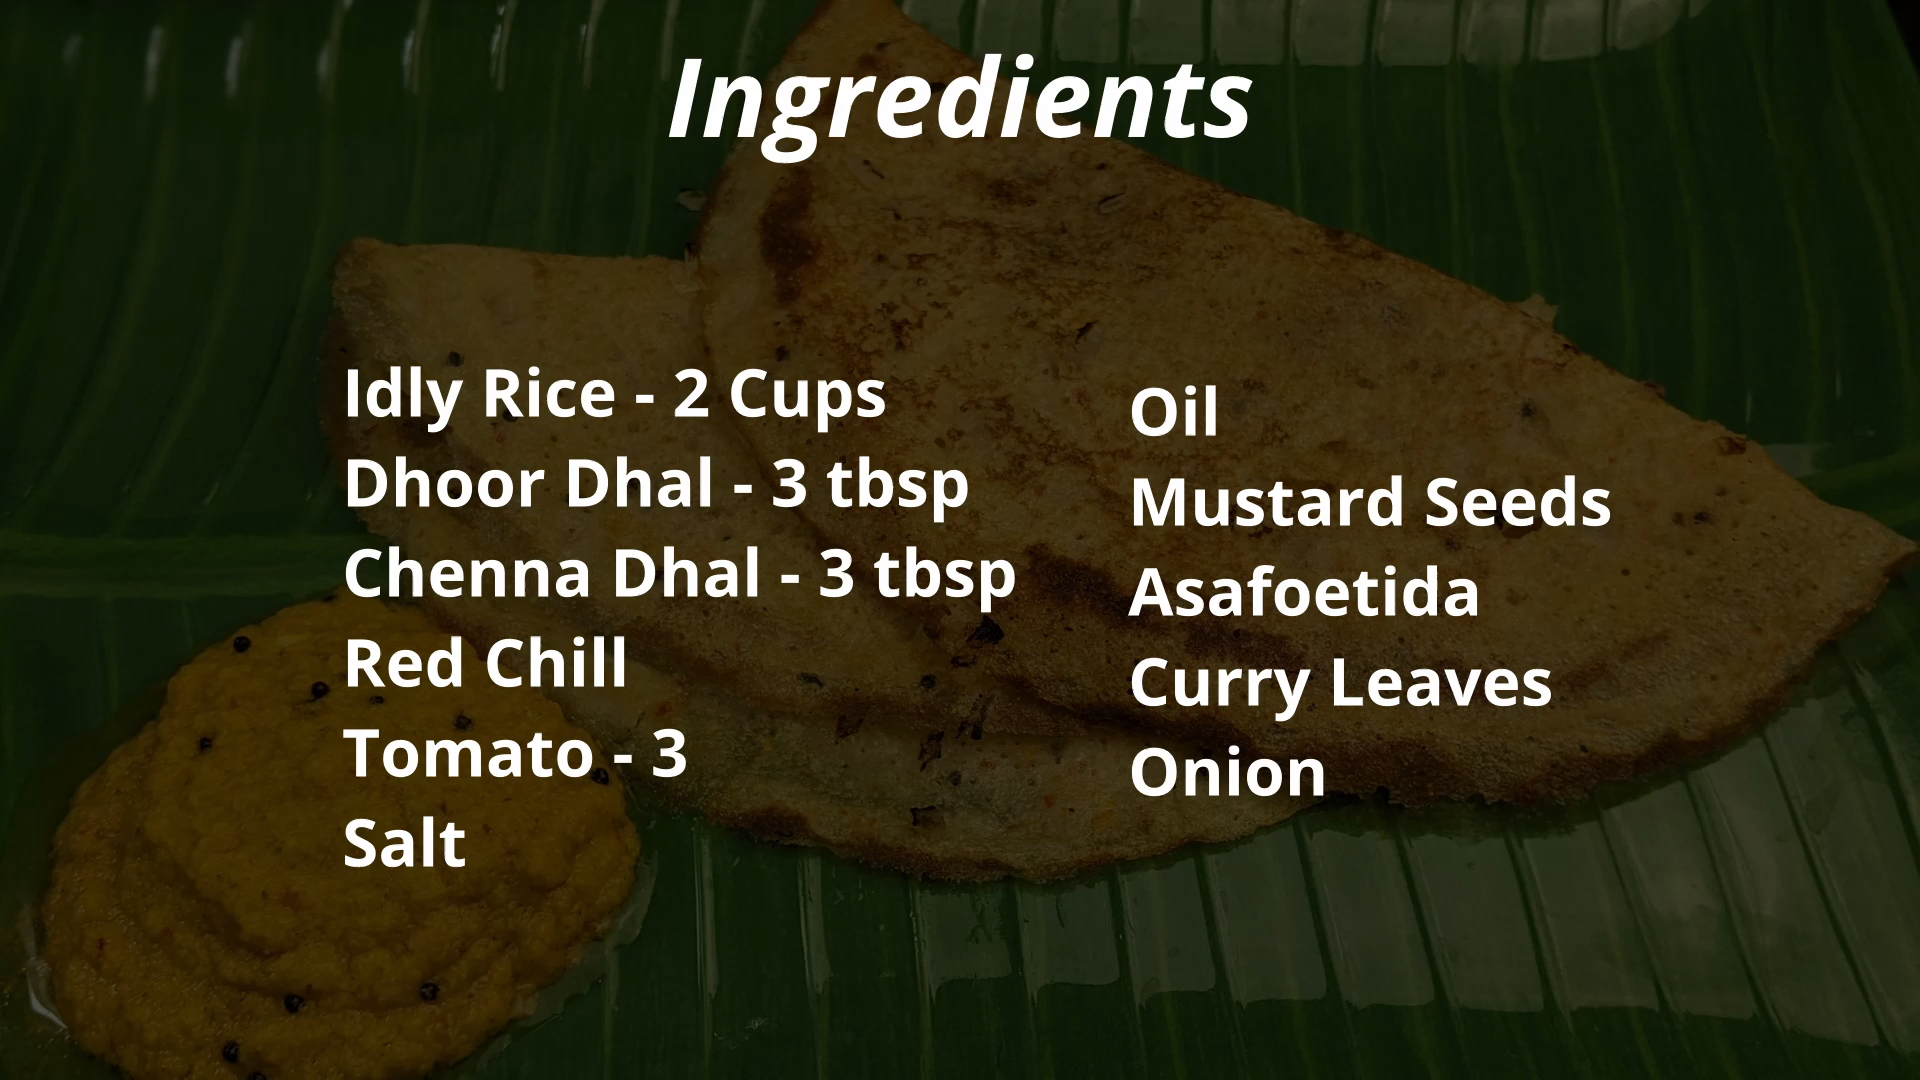 Ingredients
Idly Rice - 2 Cups
Dhoor Dhal - 3 tbsp
Chenna Dhal - 3 tbsp
Red Chill
Tomato - 3
Salt
Oil
Mustard Seeds
Asafoetida
Curry Leaves
Onion